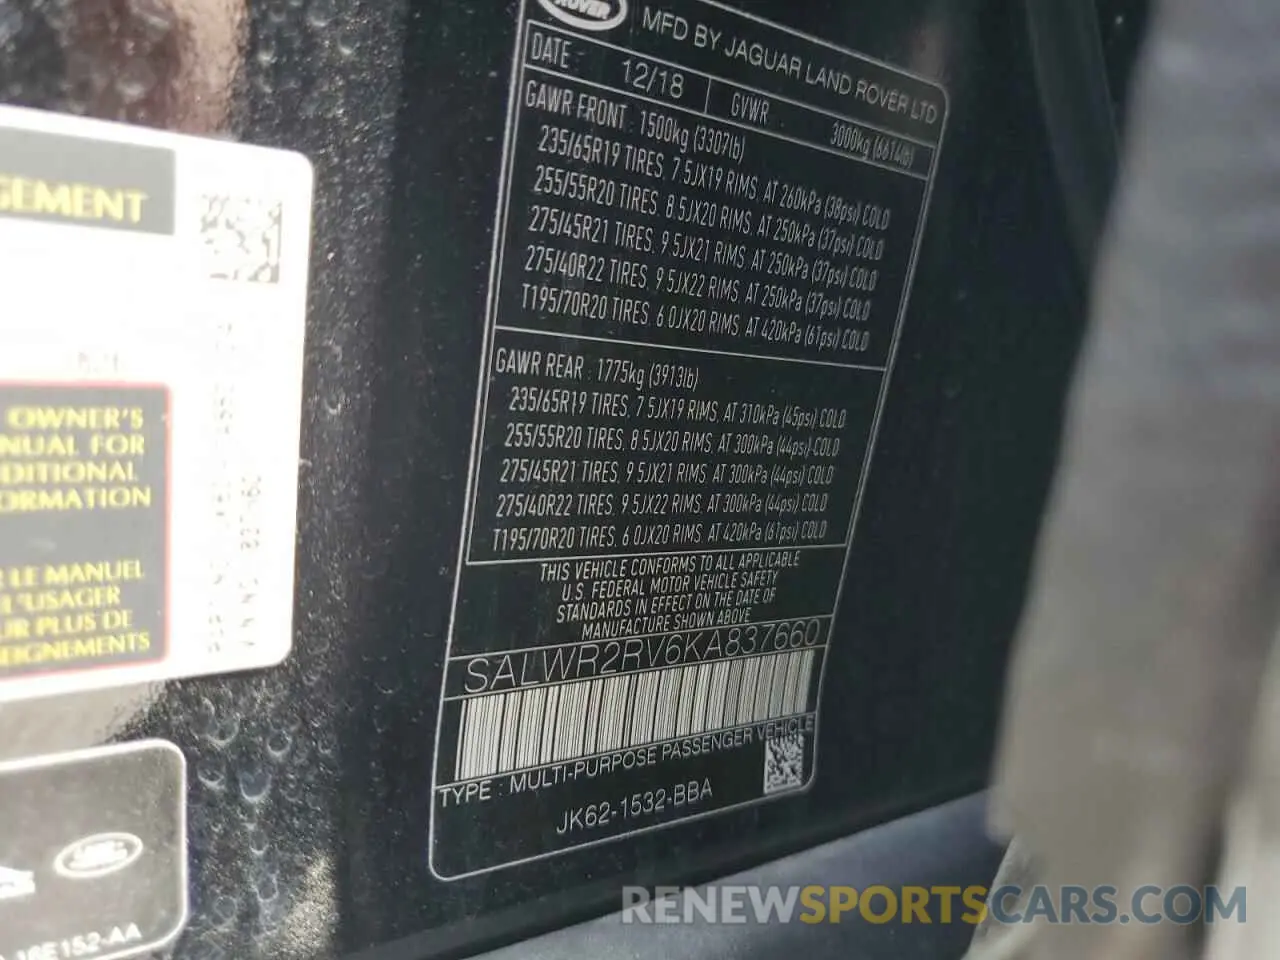 ROVER
MFD BY JAGUAR LAND ROVER LTD
DATE : 12/18 GVWR : 3000kg (6614lb)
GAWR FRONT : 1500kg (3307lb)
235/65R19 TIRES, 7.5JX19 RIMS, AT 260kPa (38psi) COLD
255/55R20 TIRES, 8.5JX20 RIMS, AT 250kPa (37psi) COLD
275/45R21 TIRES, 9.5JX21 RIMS, AT 250kPa (37psi) COLD
275/40R22 TIRES, 9.5JX22 RIMS, AT 250kPa (37psi) COLD
T195/70R20 TIRES, 6.0JX20 RIMS, AT 420kPa (61psi) COLD
GAWR REAR : 1775kg (3913lb)
235/65R19 TIRES, 7.5JX19 RIMS, AT 310kPa (45psi) COLD
255/55R20 TIRES, 8.5JX20 RIMS, AT 300kPa (44psi) COLD
275/45R21 TIRES, 9.5JX21 RIMS, AT 300kPa (44psi) COLD
275/40R22 TIRES, 9.5JX22 RIMS, AT 300kPa (44psi) COLD
T195/70R20 TIRES, 6.0JX20 RIMS, AT 420kPa (61psi) COLD
THIS VEHICLE CONFORMS TO ALL APPLICABLE
U.S. FEDERAL MOTOR VEHICLE SAFETY
STANDARDS IN EFFECT ON THE DATE OF
MANUFACTURE SHOWN ABOVE
SALWR2RV6KA837660
TYPE : MULTI-PURPOSE PASSENGER VEHICLE
JK62-1532-BBA
GEMENT
OWNER'S
NUAL FOR
DITIONAL
ORMATION
LE MANUEL
L'USAGER
UR PLUS DE
EIGNEMENTS
16E152-AA
RENEWSPORTSCARS.COM